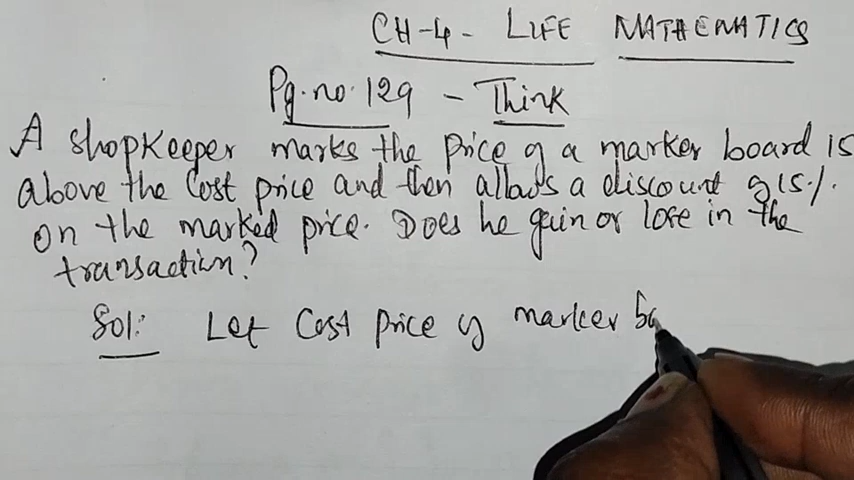 CH-4 - LIFE MATHEMATICS
Pg.no.129 - Think
A shopkeeper marks the price of a marker board 15
above the cost price and then allows a discount of 15%.
on the marked price. Does he gain or lose in the
transaction?
Sol: Let Cost price of marker bo